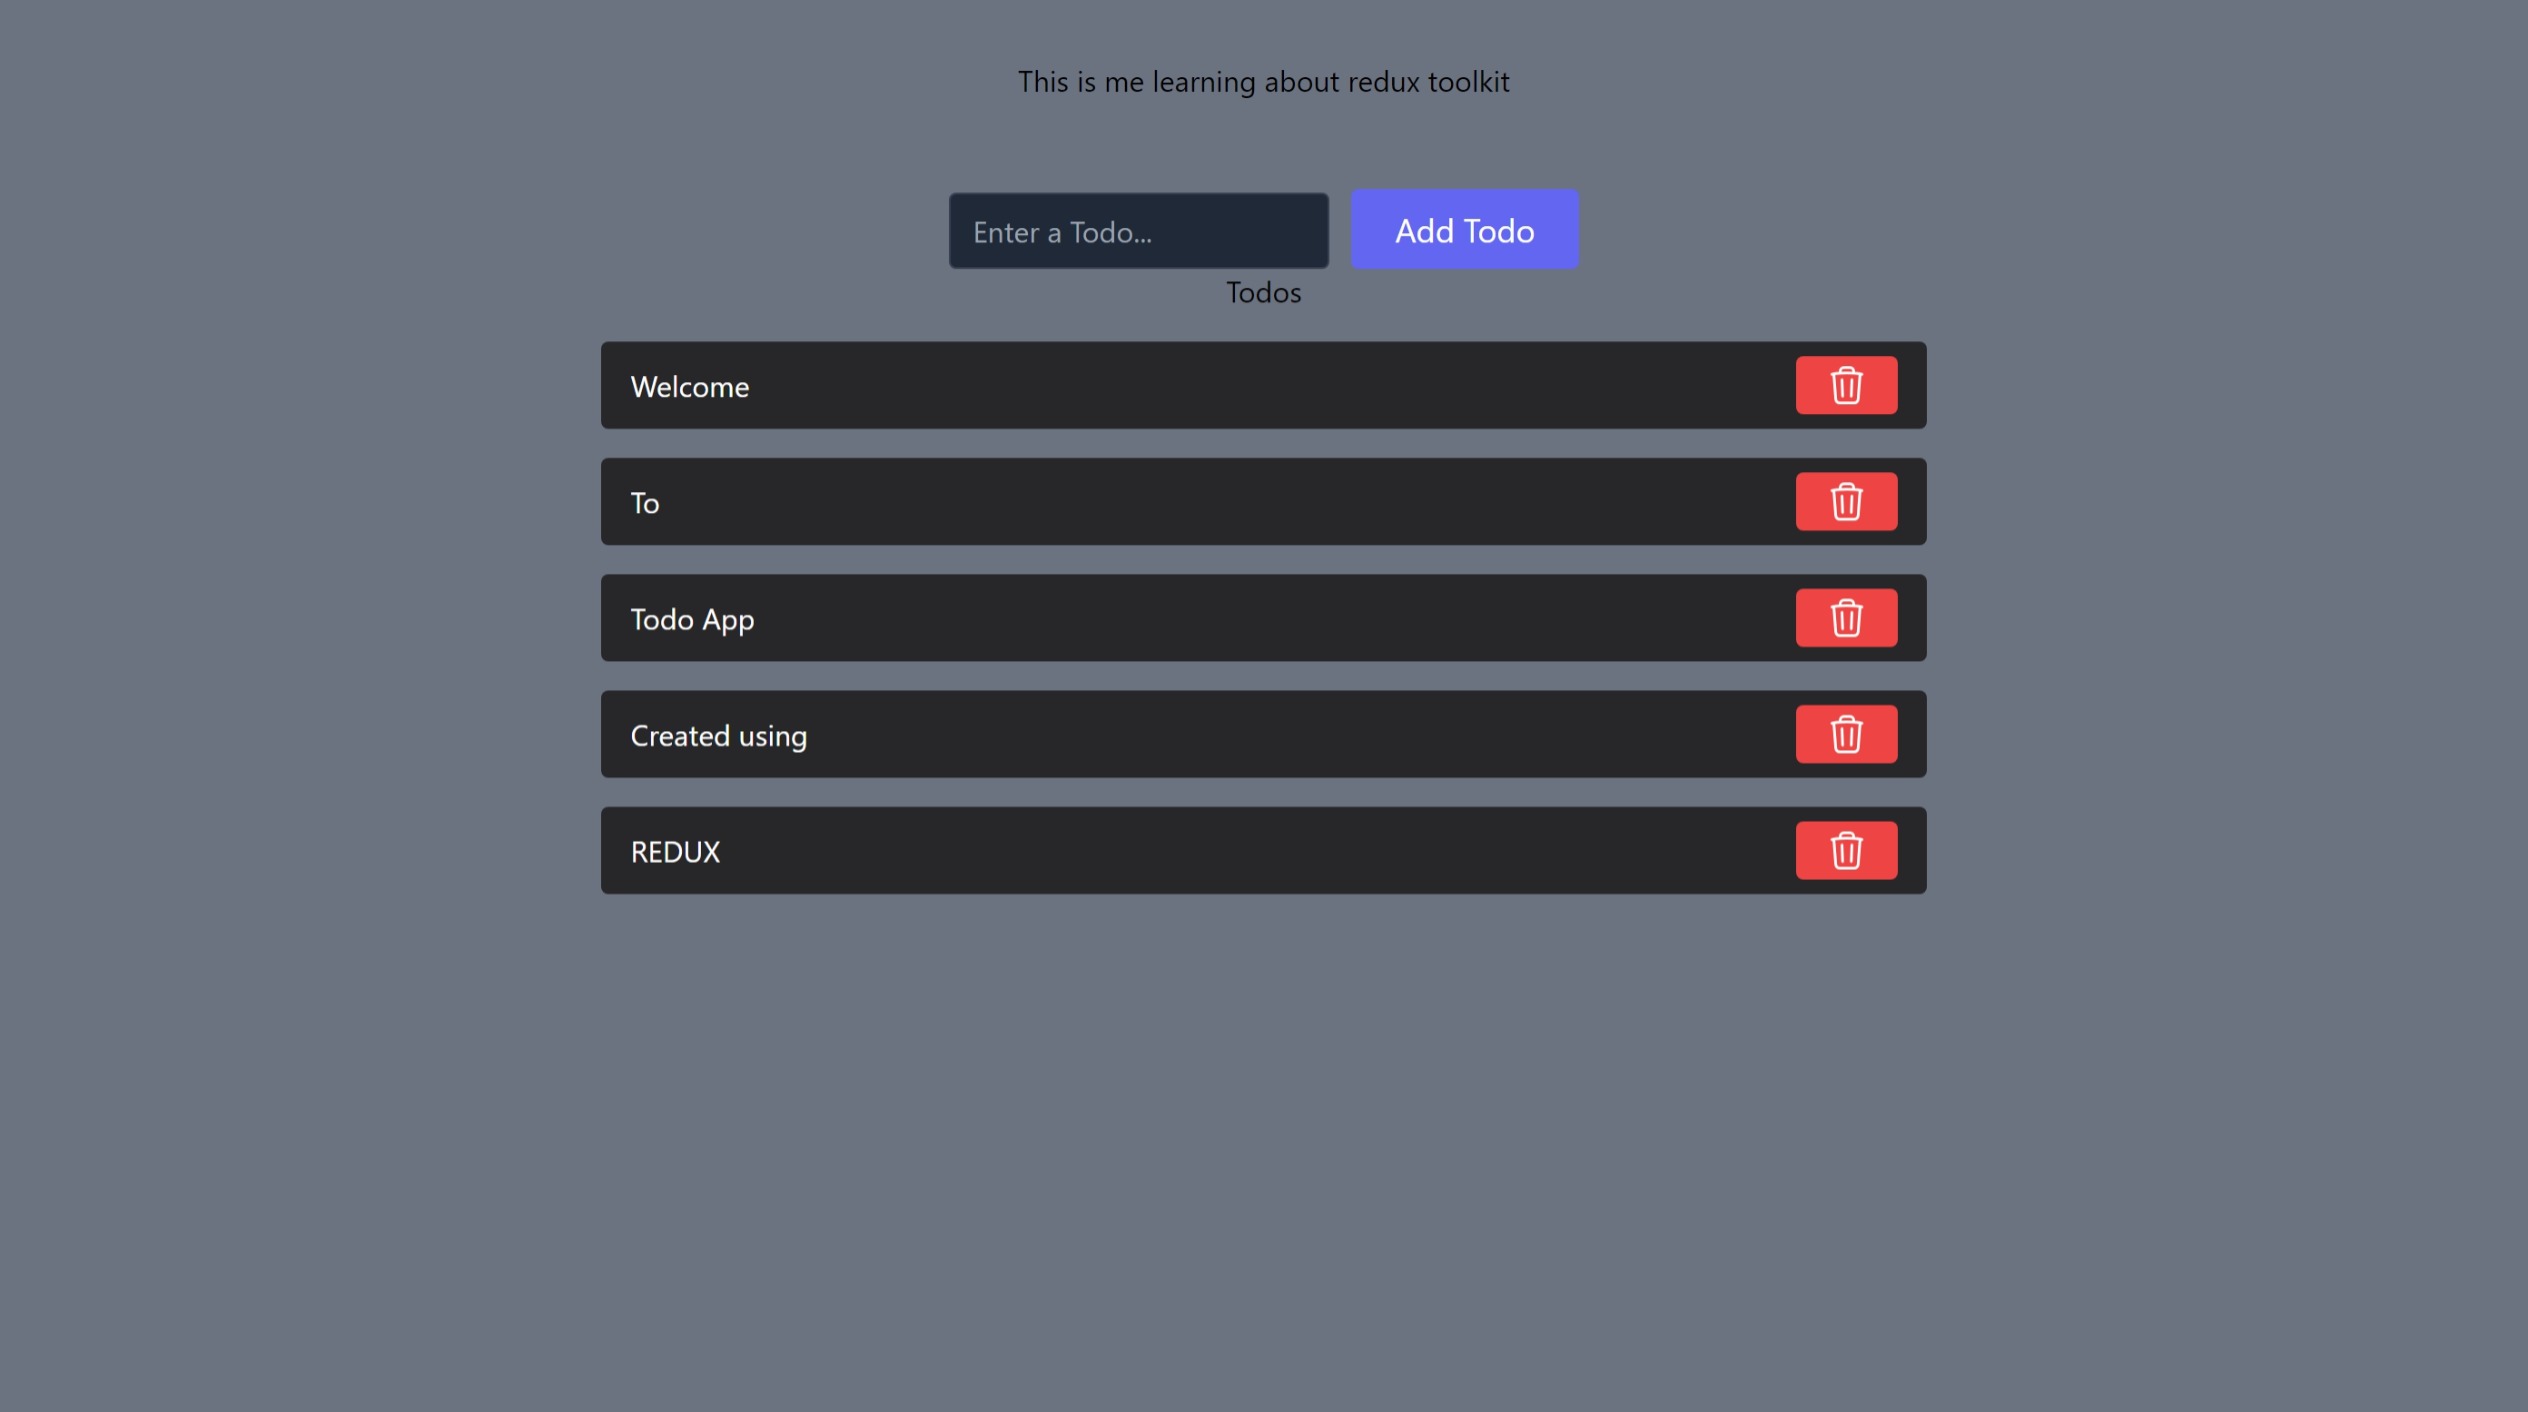 This is me learning about redux toolkit
Enter a Todo...
Add Todo
Todos
Welcome
To
Todo App
Created using
REDUX